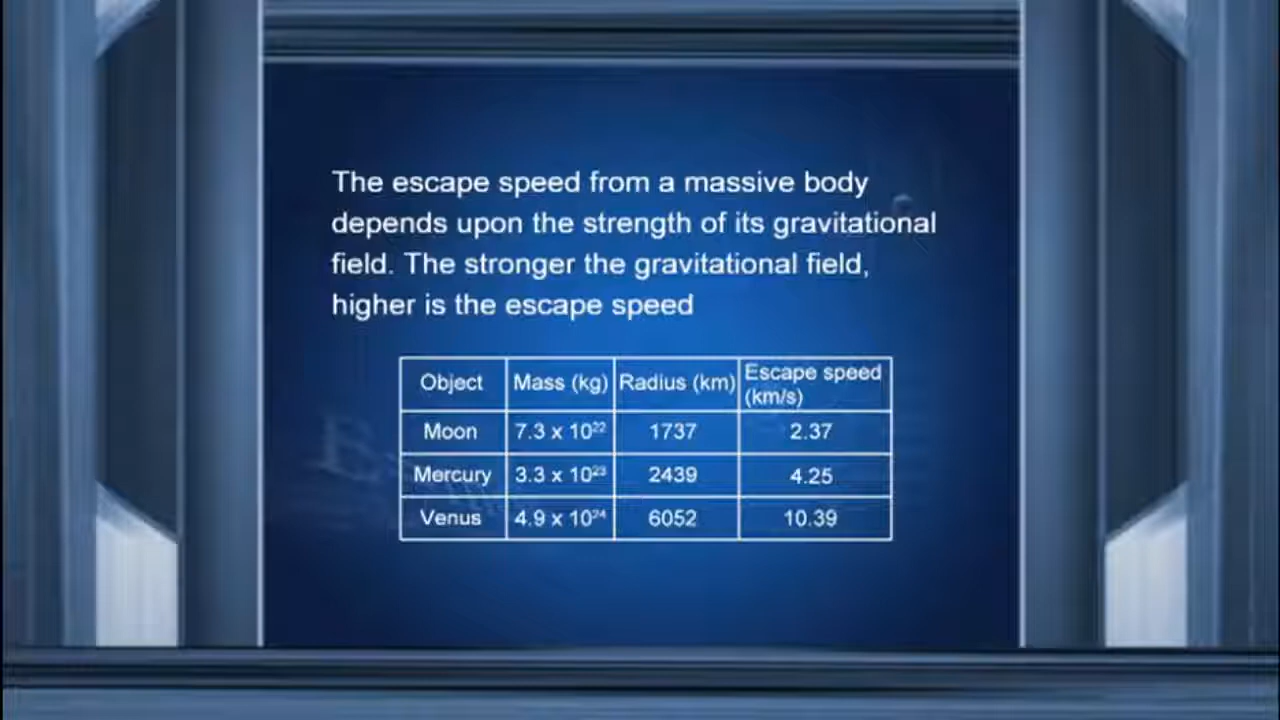 The escape speed from a massive body
depends upon the strength of its gravitational
field. The stronger the gravitational field,
higher is the escape speed
Object Mass (kg) Radius (km) Escape speed (km/s)
Moon 7.3 x 10²² 1737 2.37
Mercury 3.3 x 10²³ 2439 4.25
Venus 4.9 x 10²⁴ 6052 10.39